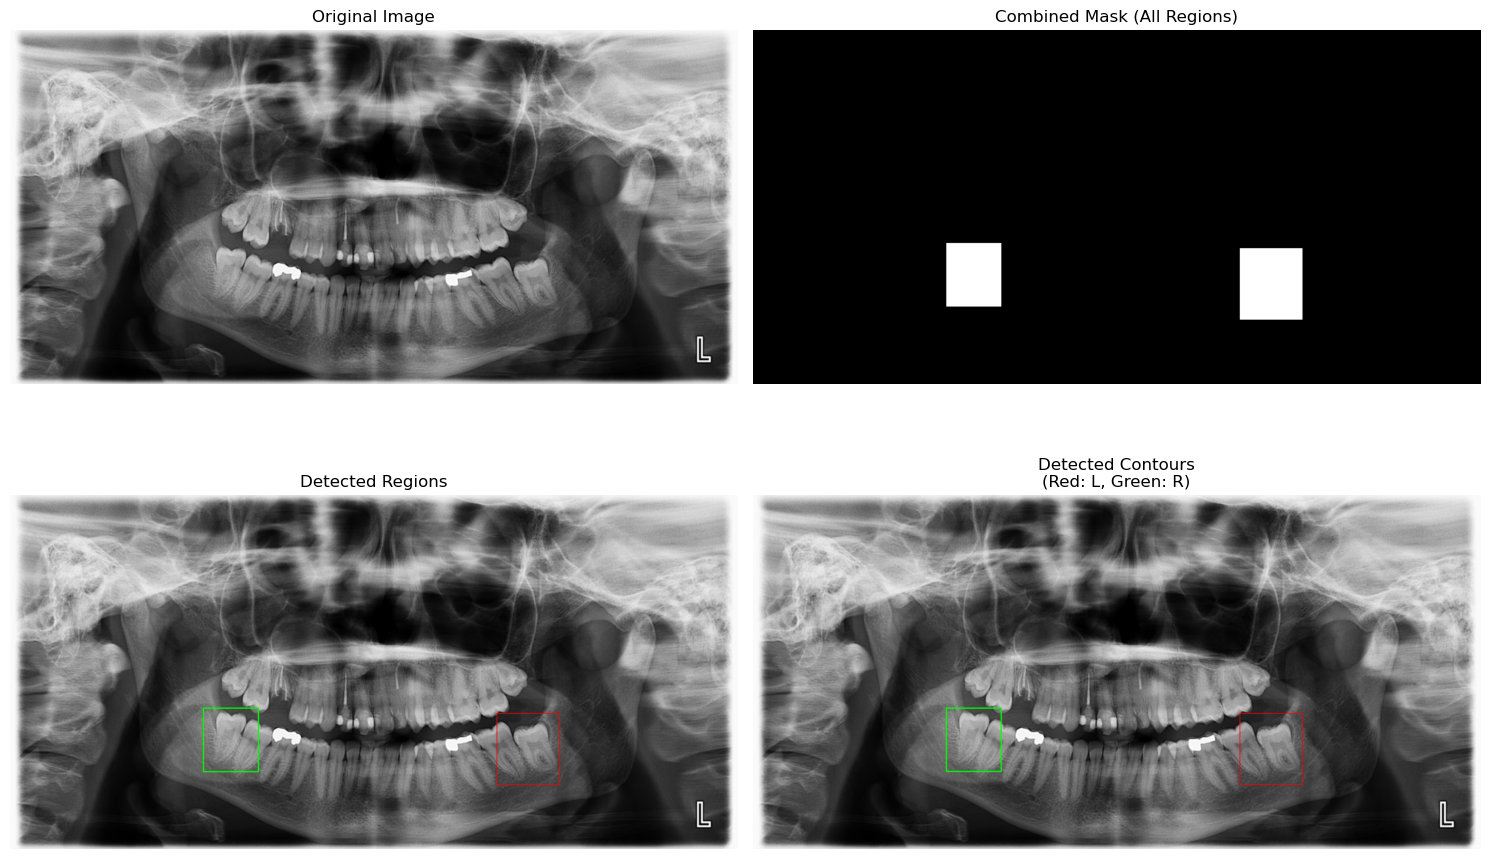 Original Image
Combined Mask (All Regions)
L
Detected Regions
Detected Contours
(Red: L, Green: R)
L
L